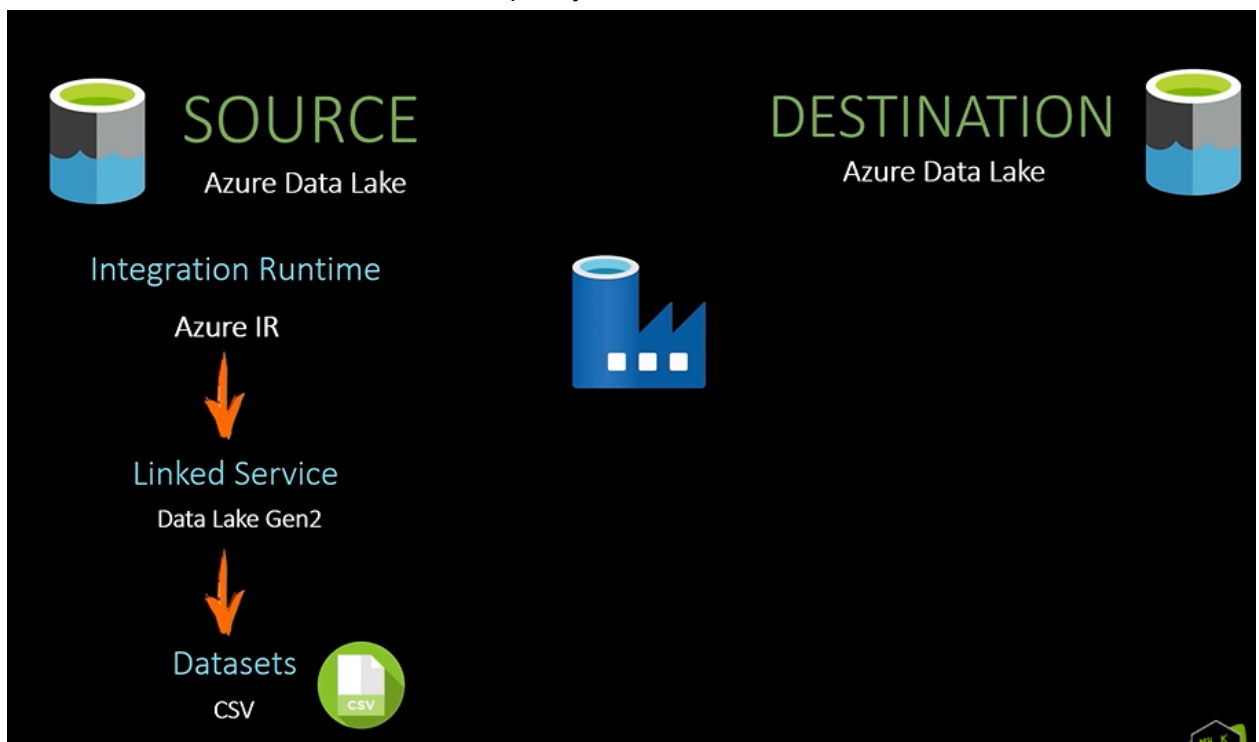 SOURCE
Azure Data Lake
DESTINATION
Azure Data Lake
Integration Runtime
Azure IR
Linked Service
Data Lake Gen2
Datasets
CSV
CSV
MR. K